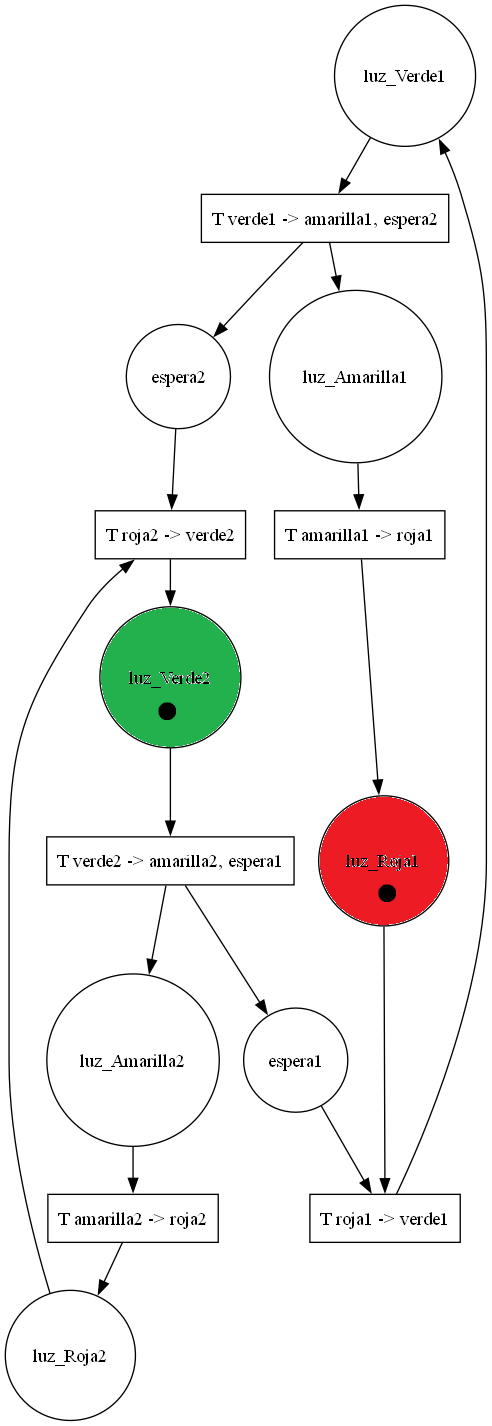 luz_Verde1
T verde1 -> amarilla1, espera2
espera2
luz_Amarilla1
T roja2 -> verde2
T amarilla1 -> roja1
luz_Verde2
T verde2 -> amarilla2, espera1
luz_Roja1
luz_Amarilla2
espera1
T amarilla2 -> roja2
T roja1 -> verde1
luz_Roja2